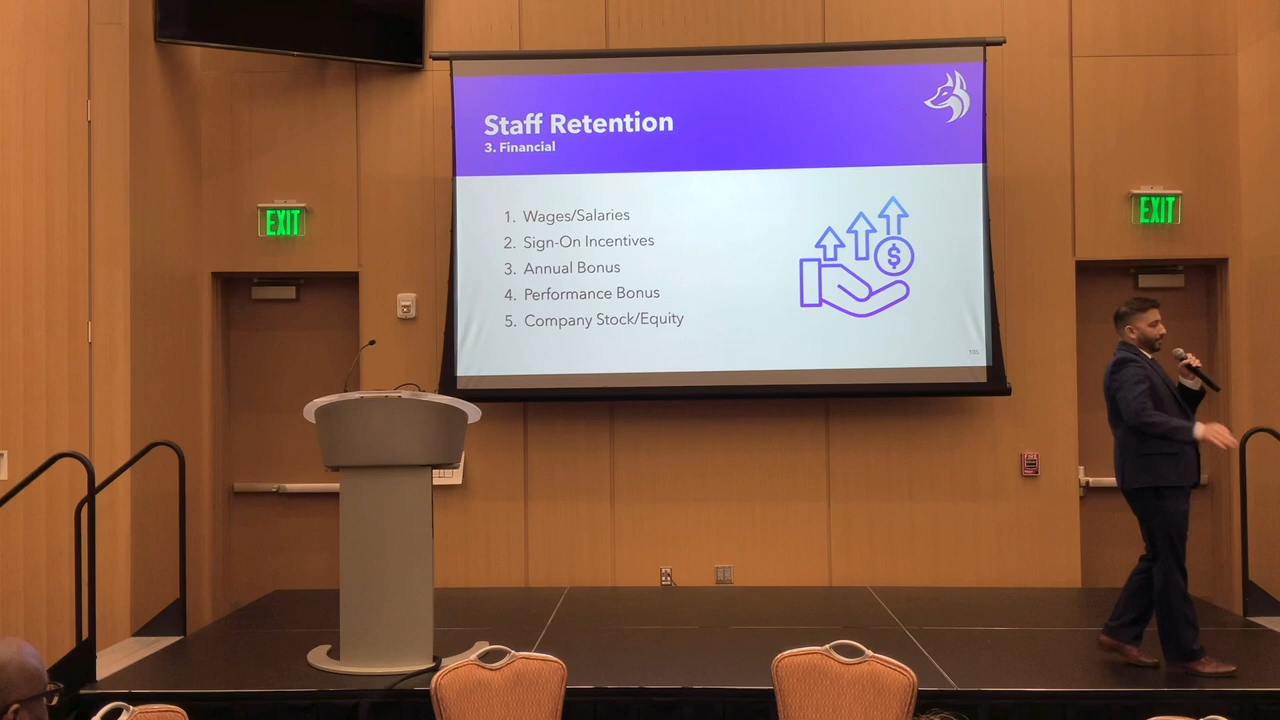 Staff Retention
3. Financial
1. Wages/Salaries
2. Sign-On Incentives
3. Annual Bonus
4. Performance Bonus
5. Company Stock/Equity
$
105
EXIT
EXIT